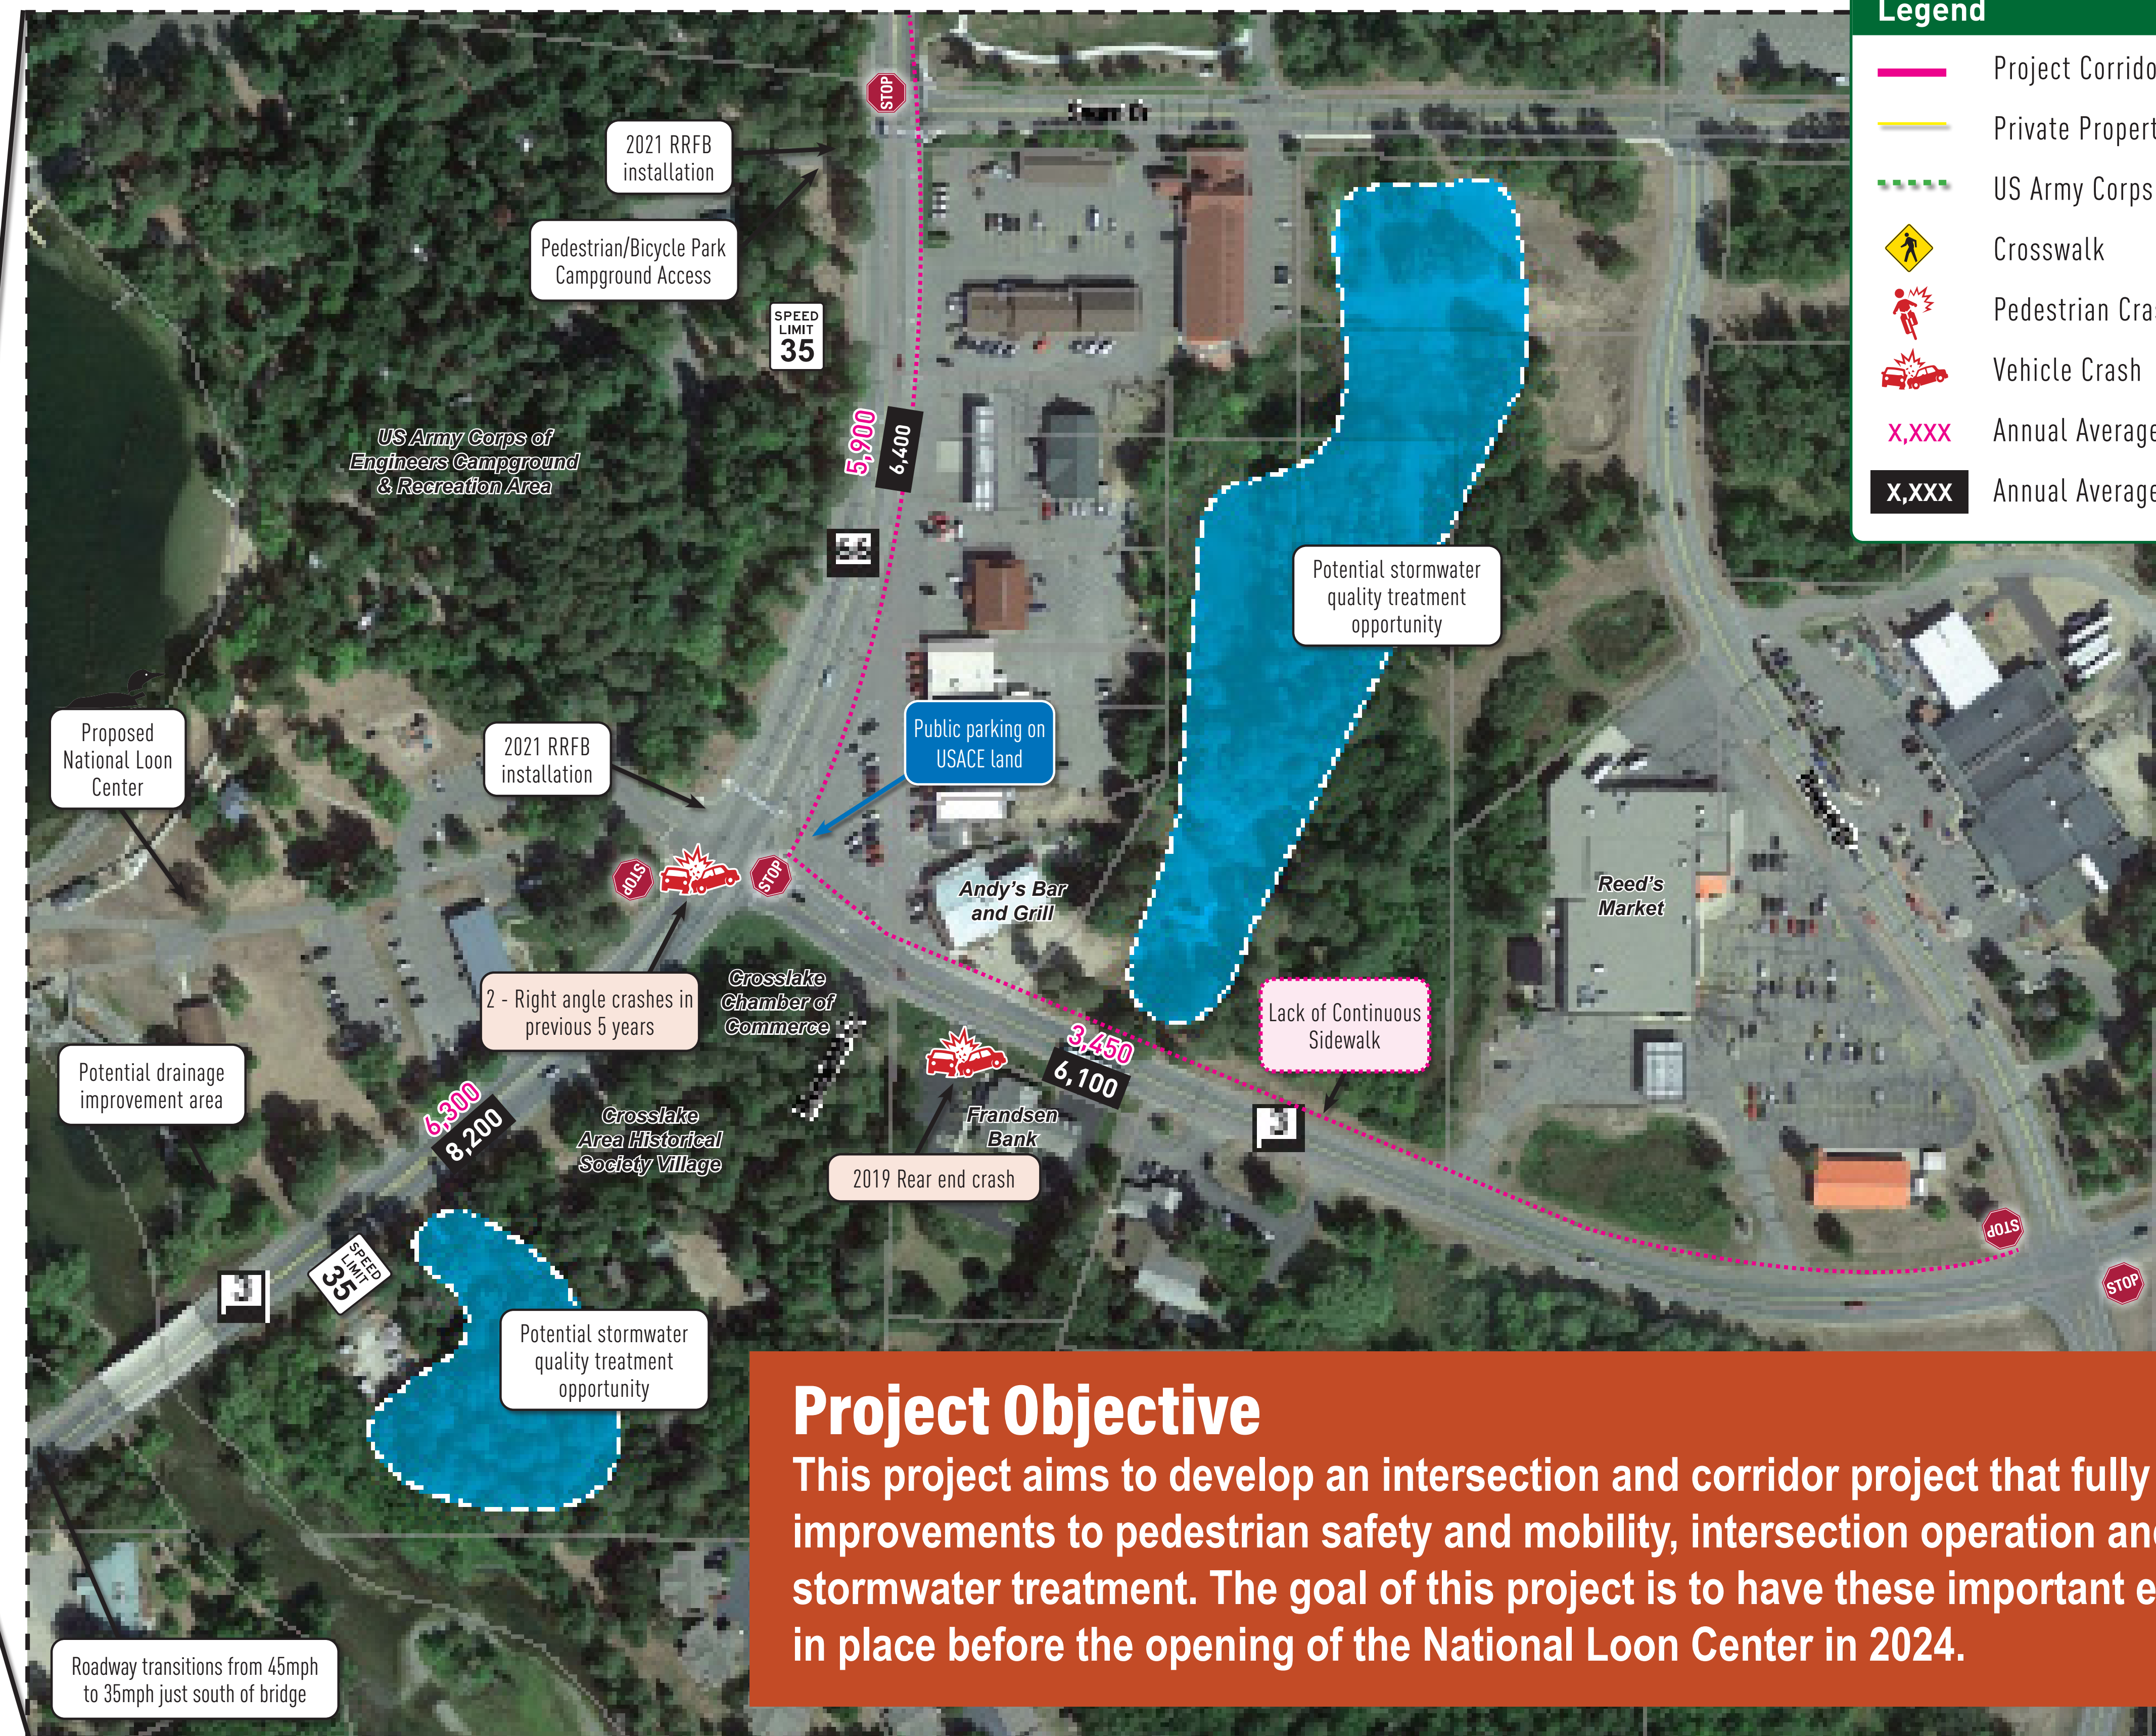 Legend
Project Corrido
Private Propert
US Army Corps
Crosswalk
Pedestrian Cra
Vehicle Crash
X,XXX Annual Average
X,XXX Annual Average
STOP
2021 RRFB
installation
Pedestrian/Bicycle Park
Campground Access
SPEED
LIMIT
35
5,900
6,400
US Army Corps of
Engineers Campground
& Recreation Area
Potential stormwater
quality treatment
opportunity
Proposed
National Loon
Center
2021 RRFB
installation
Public parking on
USACE land
STOP
STOP
Andy's Bar
and Grill
Reed's
Market
2 - Right angle crashes in
previous 5 years
Crosslake
Chamber of
Commerce
Lack of Continuous
Sidewalk
3,450
6,100
Potential drainage
improvement area
6,300
8,200
Crosslake
Area Historical
Society Village
Frandsen
Bank
3
2019 Rear end crash
STOP
STOP
3
SPEED
LIMIT
35
Potential stormwater
quality treatment
opportunity
Roadway transitions from 45mph
to 35mph just south of bridge
Project Objective
This project aims to develop an intersection and corridor project that fully
improvements to pedestrian safety and mobility, intersection operation an
stormwater treatment. The goal of this project is to have these important e
in place before the opening of the National Loon Center in 2024.